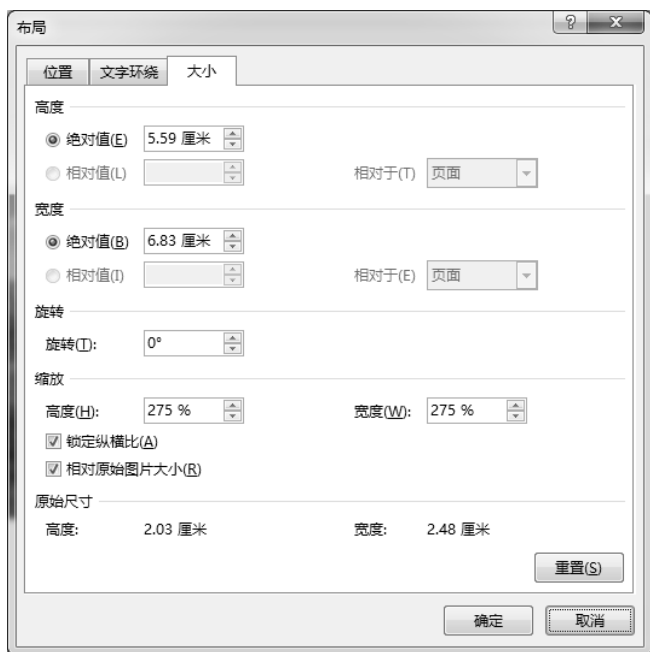 布局
位置 文字环绕 大小
高度
绝对值(E) 5.59 厘米
相对值(L) 相对于(T) 页面
宽度
绝对值(B) 6.83 厘米
相对值(I) 相对于(E) 页面
旋转
旋转(T): 0°
缩放
高度(H): 275 % 宽度(W): 275 %
锁定纵横比(A)
相对原始图片大小(R)
原始尺寸
高度: 2.03 厘米 宽度: 2.48 厘米
重置(S)
确定 取消